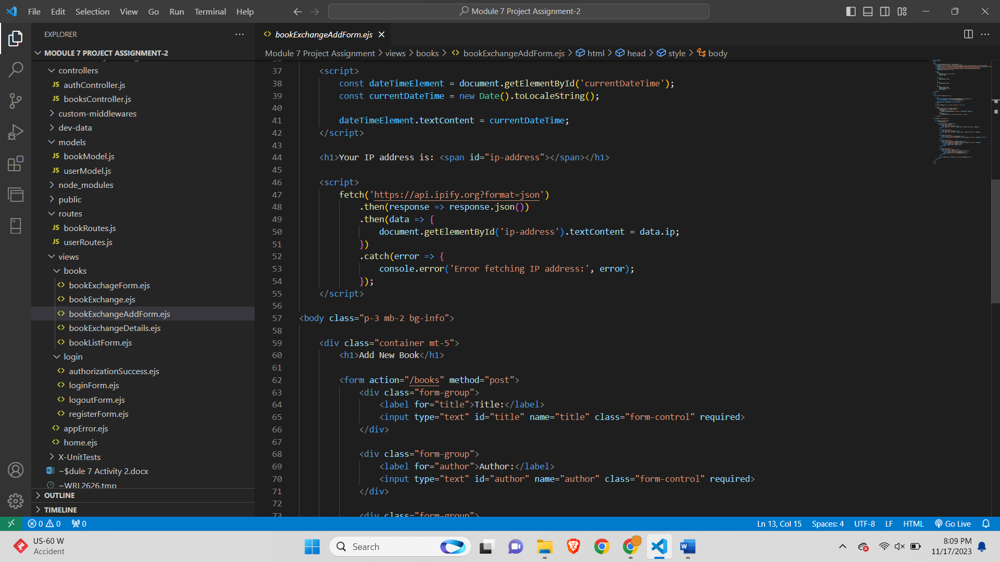 File Edit Selection View Go Run Terminal Help
Module 7 Project Assignment-2
EXPLORER
MODULE 7 PROJECT ASSIGNMENT-2
controllers
JS authController.js
JS booksController.js
custom-middlewares
dev-data
models
JS bookModel.js
JS userModel.js
node_modules
public
routes
JS bookRoutes.js
JS userRoutes.js
views
books
bookExchageForm.ejs
bookExchange.ejs
bookExchangeAddForm.ejs
bookExchangeDetails.ejs
bookListForm.ejs
login
authorizationSuccess.ejs
loginForm.ejs
logoutForm.ejs
registerForm.ejs
appError.ejs
home.ejs
X-UnitTests
~$dule 7 Activity 2.docx
~WRL2626.tmp
OUTLINE
TIMELINE
bookExchangeAddForm.ejs
Module 7 Project Assignment > views > books > bookExchangeAddForm.ejs > html > head > style > body
37 <script>
38 const dateTimeElement = document.getElementById('currentDateTime');
39 const currentDateTime = new Date().toLocaleString();
40
41 dateTimeElement.textContent = currentDateTime;
42 </script>
43
44 <h1>Your IP address is: <span id="ip-address"></span></h1>
45
46 <script>
47 fetch('https://api.ipify.org?format=json')
48 .then(response => response.json())
49 .then(data => {
50 document.getElementById('ip-address').textContent = data.ip;
51 })
52 .catch(error => {
53 console.error('Error fetching IP address:', error);
54 });
55 </script>
56
57 <body class="p-3 mb-2 bg-info">
58
59 <div class="container mt-5">
60 <h1>Add New Book</h1>
61
62 <form action="/books" method="post">
63 <div class="form-group">
64 <label for="title">Title:</label>
65 <input type="text" id="title" name="title" class="form-control" required>
66 </div>
67
68 <div class="form-group">
69 <label for="author">Author:</label>
70 <input type="text" id="author" name="author" class="form-control" required>
71 </div>
72
73 <div class="form-group">
0 0 0
Ln 13, Col 15 Spaces: 4 UTF-8 LF HTML Go Live
US-60 W
Accident
Search
8:09 PM
11/17/2023